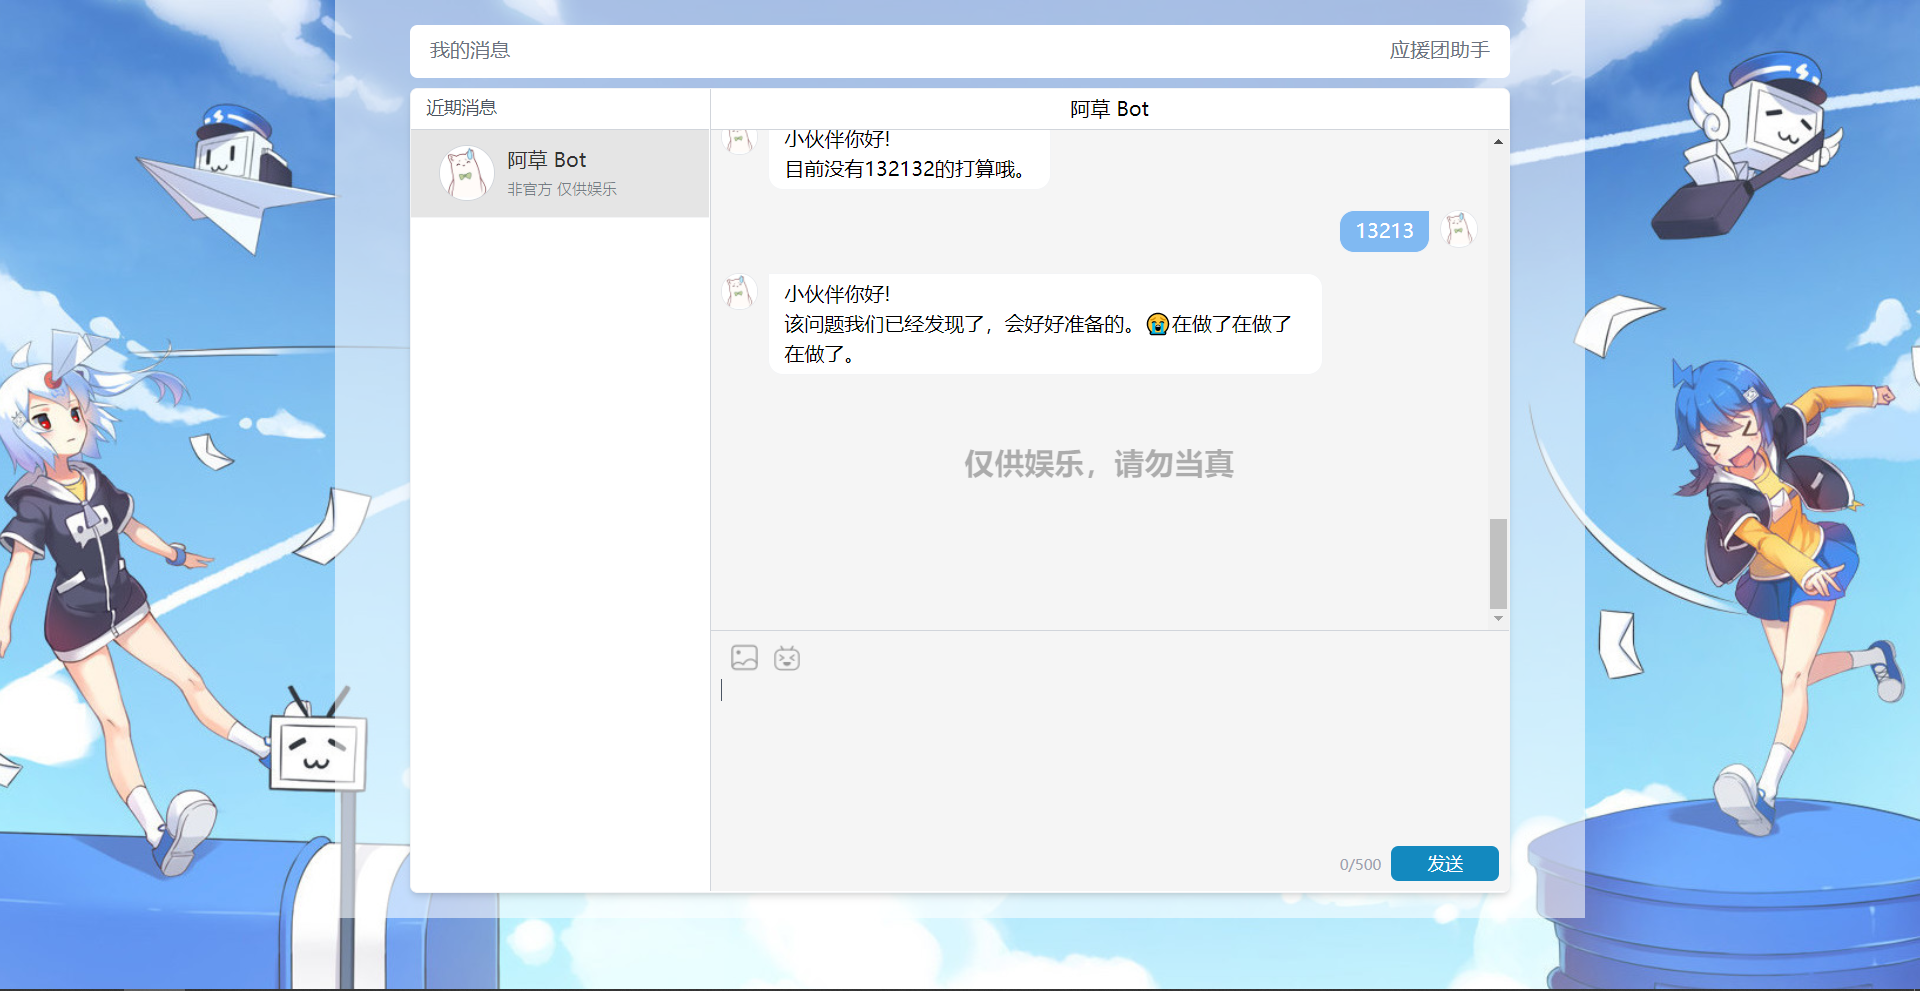 我的消息
应援团助手
近期消息
阿草 Bot
非官方 仅供娱乐
阿草 Bot
小伙伴你好!
目前没有132132的打算哦。
13213
小伙伴你好!
该问题我们已经发现了，会好好准备的。😭在做了在做了
在做了。
仅供娱乐，请勿当真
0/500
发送